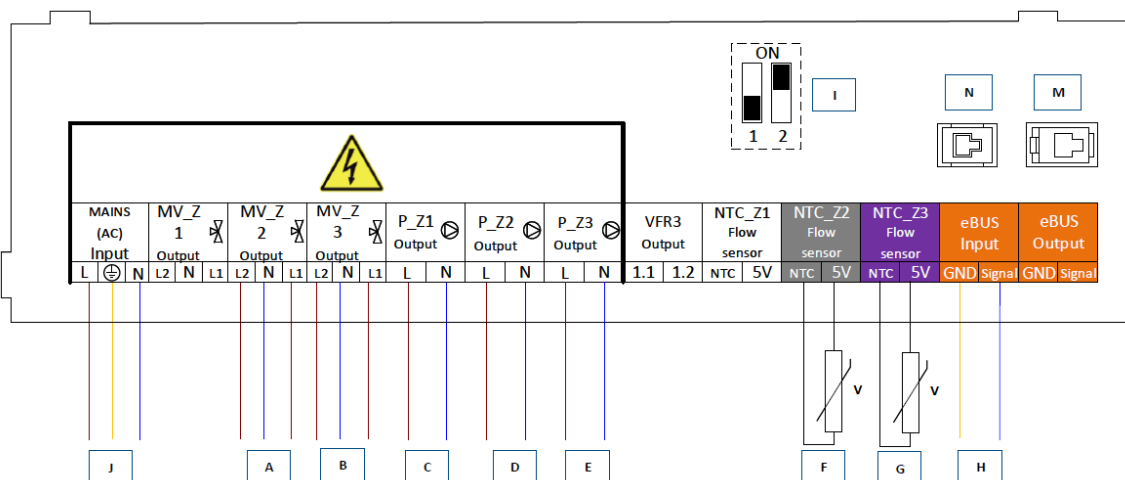 ON
1 2
I
N
M
MAINS
(AC)
Input
L N
MV_Z
1
Output
L2 N L1
MV_Z
2
Output
L2 N L1
MV_Z
3
Output
L2 N L1
P_Z1
Output
L N
P_Z2
Output
L N
P_Z3
Output
L N
VFR3
Output
1.1 1.2
NTC_Z1
Flow
sensor
NTC 5V
NTC_Z2
Flow
sensor
NTC 5V
NTC_Z3
Flow
sensor
NTC 5V
eBUS
Input
GND Signal
eBUS
Output
GND Signal
V
V
J
A
B
C
D
E
F
G
H